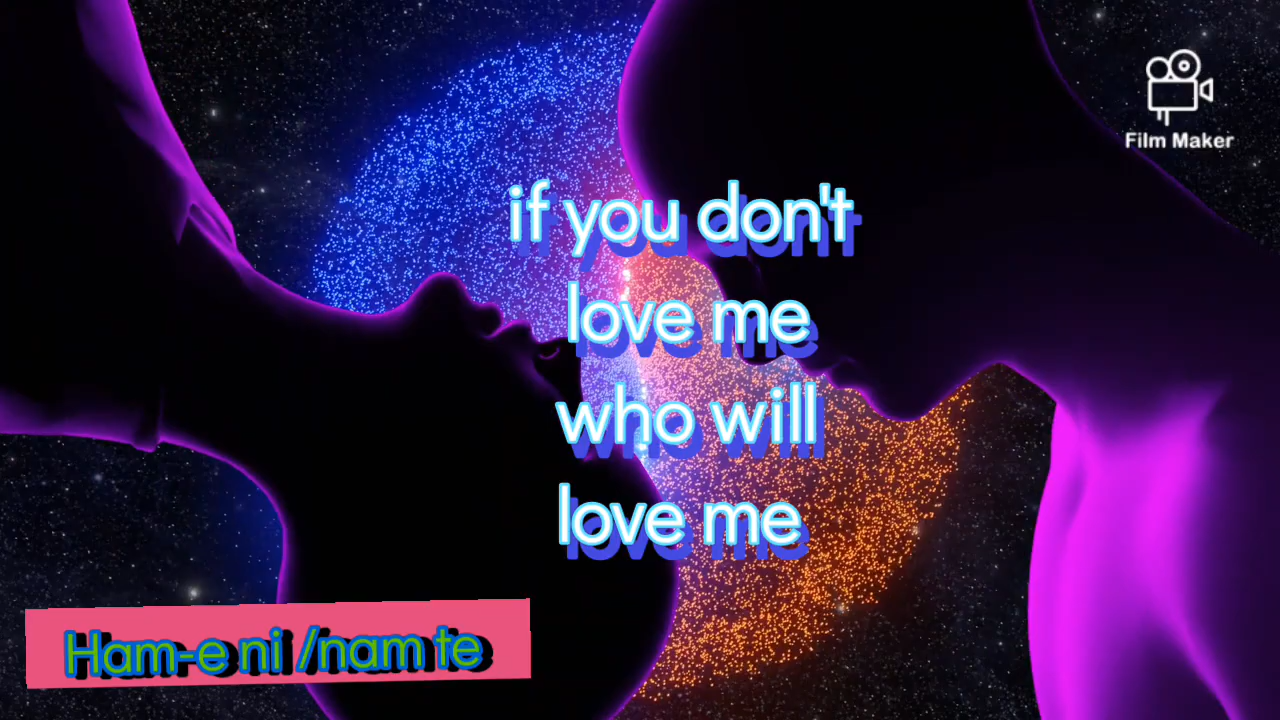 Film Maker
if you don't
love me
who will
love me
Ham-e ni /nam te